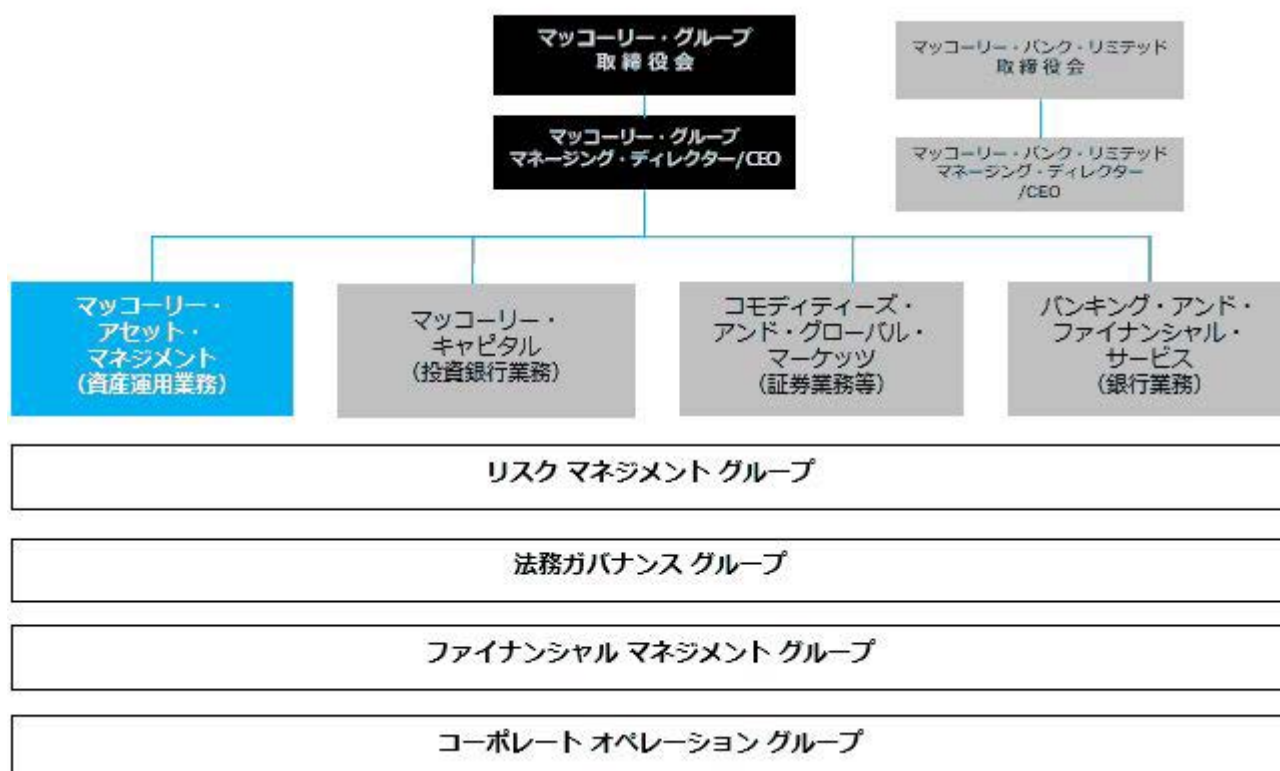 マッコーリー・グループ
取締役会
マッコーリー・バンク・リミテッド
取締役会
マッコーリー・グループ
マネージング・ディレクター/CEO
マッコーリー・バンク・リミテッド
マネージング・ディレクター
/CEO
マッコーリー・
アセット・
マネジメント
(資産運用業務)
マッコーリー・
キャピタル
(投資銀行業務)
コモディティーズ・
アンド・グローバル・
マーケッツ
(証券業務等)
バンキング・アンド・
ファイナンシャル・
サービス
(銀行業務)
リスク マネジメント グループ
法務ガバナンス グループ
ファイナンシャル マネジメント グループ
コーポレート オペレーション グループ